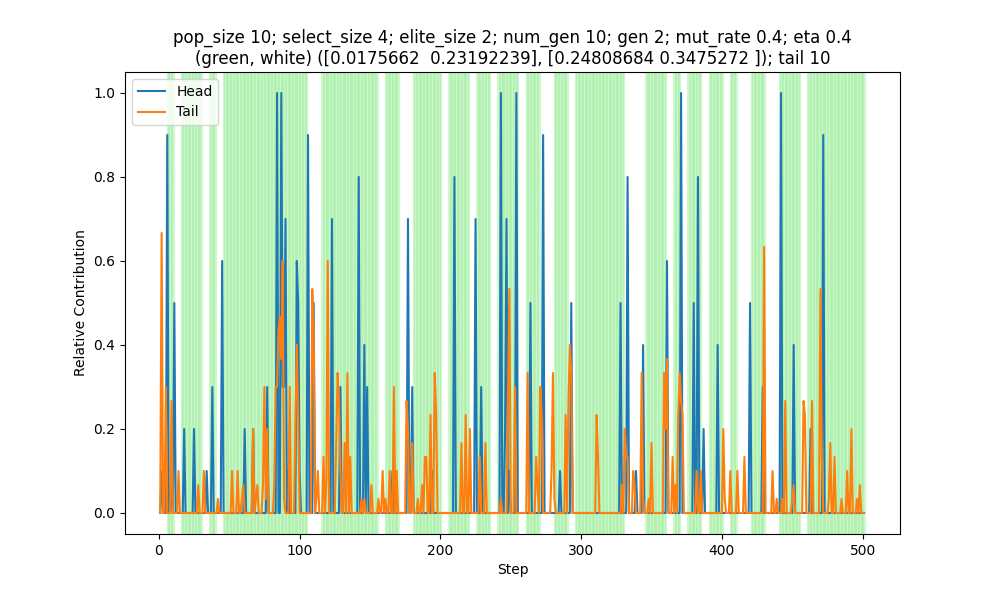 pop_size 10; select_size 4; elite_size 2; num_gen 10; gen 2; mut_rate 0.4; eta 0.4
(green, white) ([0.0175662  0.23192239], [0.24808684 0.3475272 ]); tail 10
Head
Tail
Relative Contribution
1.0
0.8
0.6
0.4
0.2
0.0
0
100
200
300
400
500
Step